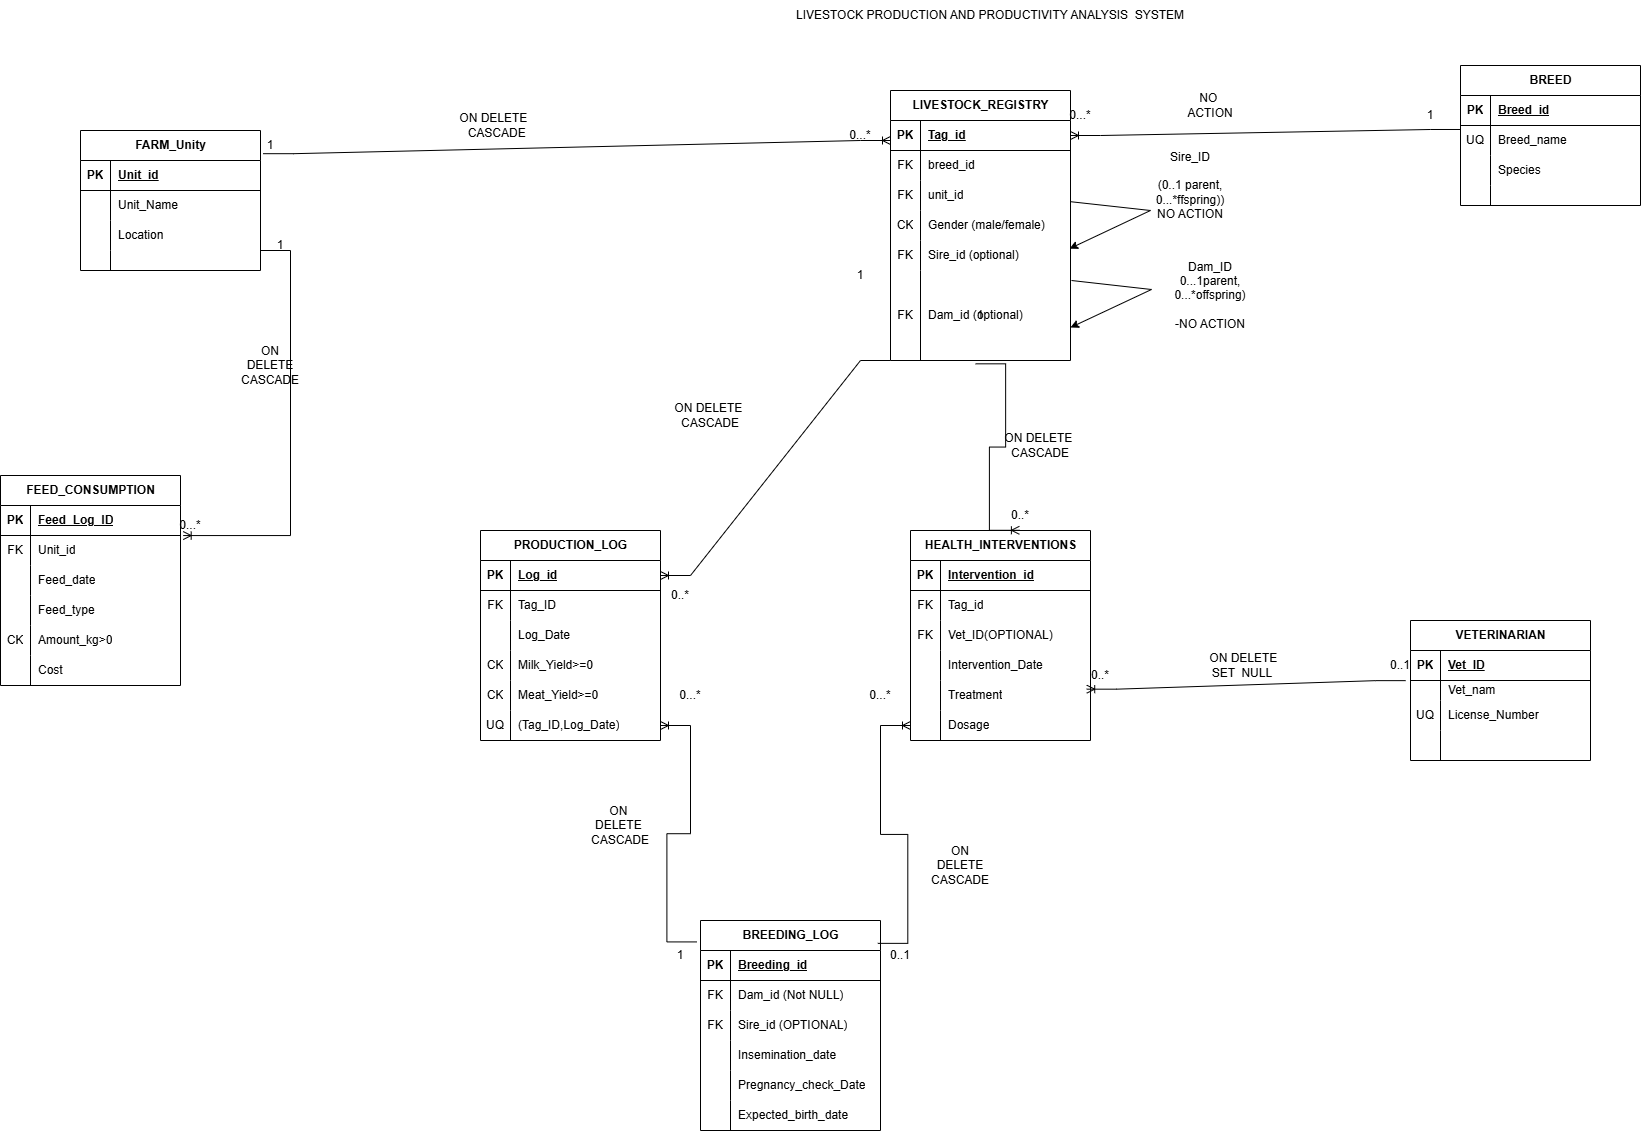 LIVESTOCK PRODUCTION AND PRODUCTIVITY ANALYSIS  SYSTEM
FARM_Unity
PK Unit_id
Unit_Name
Location
1
ON DELETE
CASCADE
0...*
LIVESTOCK_REGISTRY
PK Tag_id
FK breed_id
FK unit_id
CK Gender (male/female)
FK Sire_id (optional)
FK Dam_id (optional)
1
1
0...*
NO
ACTION
1
BREED
PK Breed_id
UQ Breed_name
Species
Sire_ID
(0..1 parent,
0...*ffspring))
NO ACTION
Dam_ID
0...1parent,
0...*offspring)
-NO ACTION
1
ON
DELETE
CASCADE
0...*
FEED_CONSUMPTION
PK Feed_Log_ID
FK Unit_id
Feed_date
Feed_type
CK Amount_kg>0
Cost
ON DELETE
CASCADE
0..*
PRODUCTION_LOG
PK Log_id
FK Tag_ID
Log_Date
CK Milk_Yield>=0
CK Meat_Yield>=0
UQ (Tag_ID,Log_Date)
ON DELETE
CASCADE
0..*
HEALTH_INTERVENTIONS
PK Intervention_id
FK Tag_id
FK Vet_ID(OPTIONAL)
Intervention_Date
Treatment
Dosage
0..*
ON DELETE
SET  NULL
0..1
VETERINARIAN
PK Vet_ID
Vet_nam
UQ License_Number
0...*
ON
DELETE
CASCADE
1
0...*
ON
DELETE
CASCADE
0..1
BREEDING_LOG
PK Breeding_id
FK Dam_id (Not NULL)
FK Sire_id (OPTIONAL)
Insemination_date
Pregnancy_check_Date
Expected_birth_date